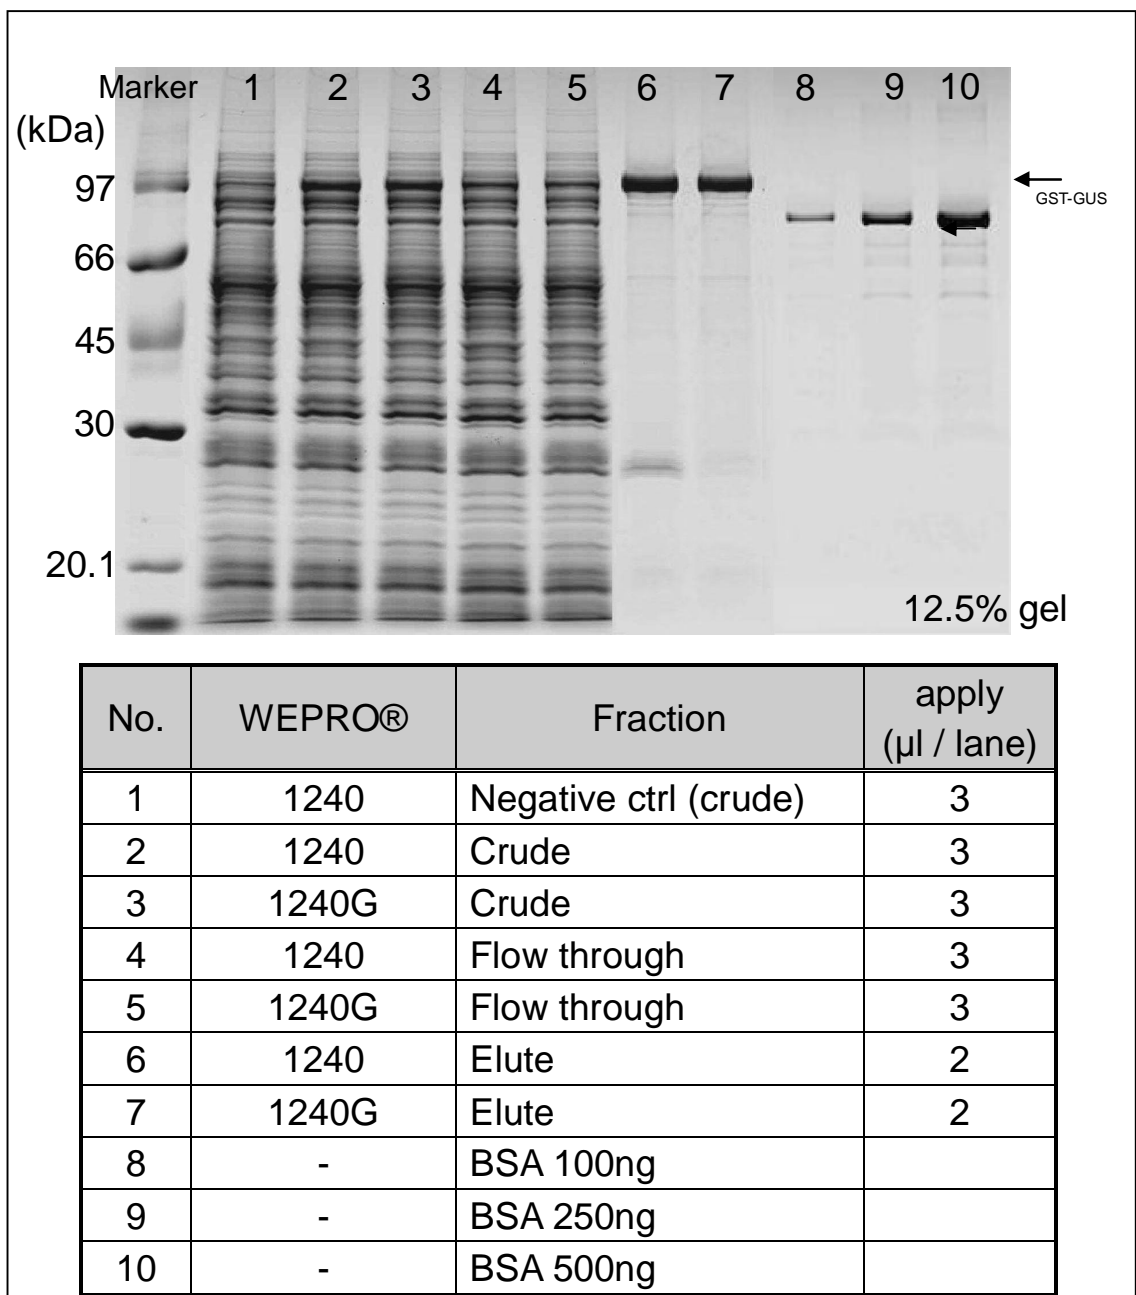 Marker 1 2 3 4 5 6 7 8 9 10
(kDa)
97
GST-GUS
66
45
30
20.1
12.5% gel
No. WEPRO® Fraction apply (µl / lane)
1 1240 Negative ctrl (crude) 3
2 1240 Crude 3
3 1240G Crude 3
4 1240 Flow through 3
5 1240G Flow through 3
6 1240 Elute 2
7 1240G Elute 2
8 - BSA 100ng
9 - BSA 250ng
10 - BSA 500ng